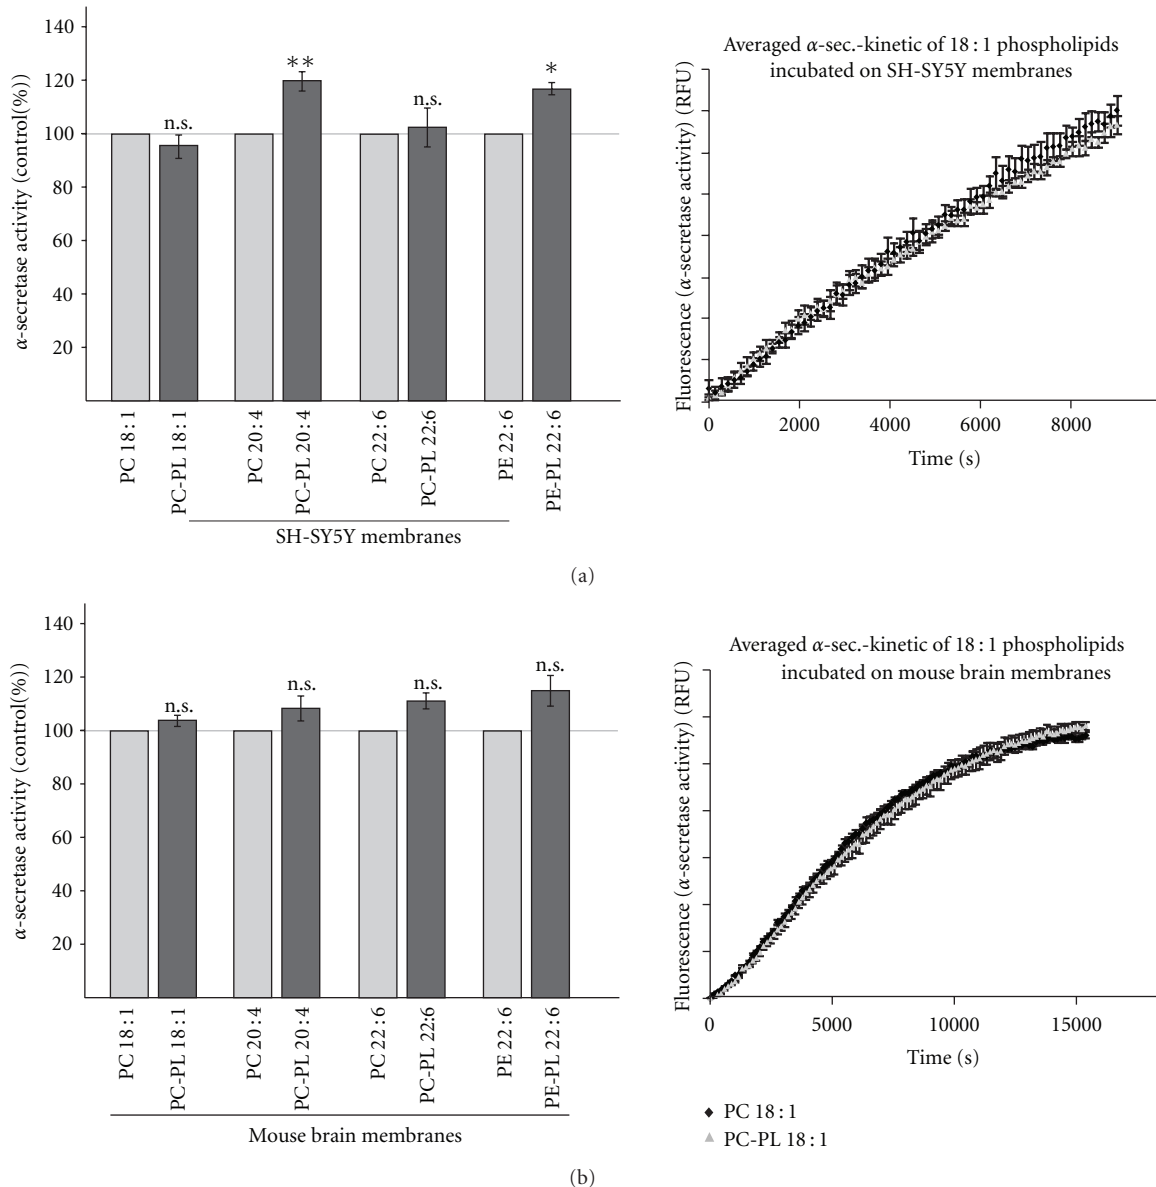 α-secretase activity (control(%))
140
120
100
80
60
40
20
n.s.
**
n.s.
*
PC 18 : 1
PC-PL 18 : 1
PC 20 : 4
PC-PL 20 : 4
PC 22 : 6
PC-PL 22:6
PE 22 : 6
PE-PL 22 : 6
SH-SY5Y membranes
Averaged α-sec.-kinetic of 18 : 1 phospholipids
incubated on SH-SY5Y membranes
Fluorescence (α-secretase activity) (RFU)
0 2000 4000 6000 8000
Time (s)
(a)
α-secretase activity (control(%))
140
120
100
80
60
40
20
n.s.
n.s.
n.s.
n.s.
PC 18 : 1
PC-PL 18 : 1
PC 20 : 4
PC-PL 20 : 4
PC 22 : 6
PC-PL 22:6
PE 22 : 6
PE-PL 22 : 6
Mouse brain membranes
Averaged α-sec.-kinetic of 18 : 1 phospholipids
incubated on mouse brain membranes
Fluorescence (α-secretase activity) (RFU)
0 5000 10000 15000
Time (s)
PC 18 : 1
PC-PL 18 : 1
(b)